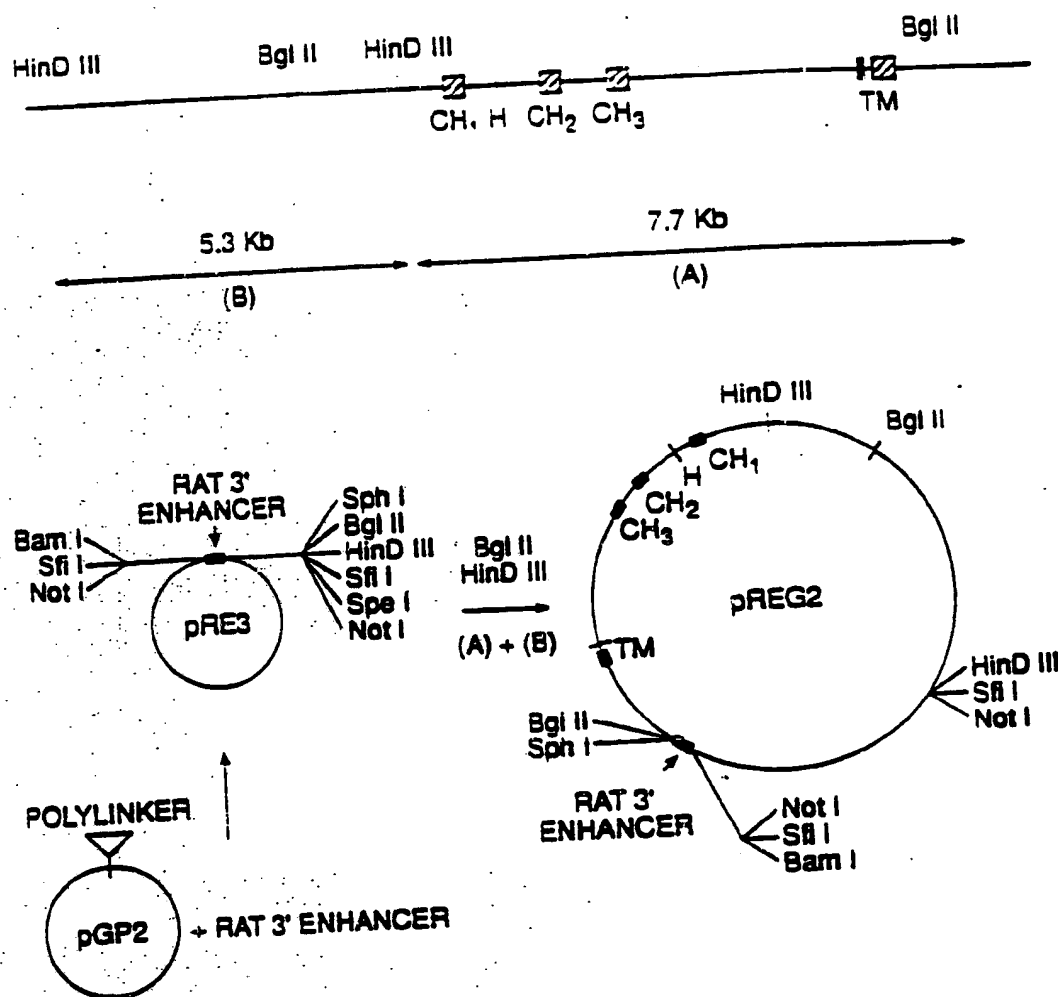 HinD III
Bgl II
HinD III
Bgl II
CH₁ H CH₂ CH₃
TM
5.3 Kb
(B)
7.7 Kb
(A)
RAT 3'
ENHANCER
Bam I
Sfi I
Not I
Sph I
Bgl II
HinD III
Sfi I
Spe I
Not I
pRE3
Bgl II
HinD III
(A) + (B)
HinD III
Bgl II
CH₁
H
CH₂
CH₃
pREG2
TM
HinD III
Sfi I
Not I
Bgl II
Sph I
RAT 3'
ENHANCER
Not I
Sfi I
Bam I
POLYLINKER
pGP2
+ RAT 3' ENHANCER